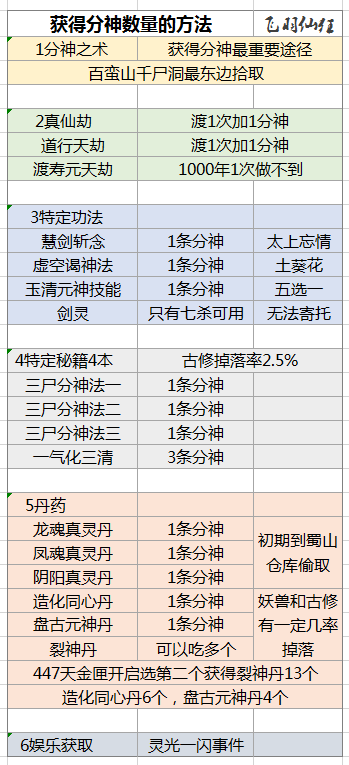 获得分神数量的方法 飞羽仙狂
1分神之术 获得分神最重要途径
百蛮山千尸洞最东边拾取
2真仙劫 渡1次加1分神
道行天劫 渡1次加1分神
渡寿元天劫 1000年1次做不到
3特定功法
慧剑斩念 1条分神 太上忘情
虚空谒神法 1条分神 土葵花
玉清元神技能 1条分神 五选一
剑灵 只有七杀可用 无法寄托
4特定秘籍4本 古修掉落率2.5%
三尸分神法一 1条分神
三尸分神法二 1条分神
三尸分神法三 1条分神
一气化三清 3条分神
5丹药
龙魂真灵丹 1条分神 初期到蜀山
凤魂真灵丹 1条分神 仓库偷取
阴阳真灵丹 1条分神
造化同心丹 1条分神 妖兽和古修
盘古元神丹 1条分神 有一定几率
裂神丹 可以吃多个 掉落
447天金匣开启选第二个获得裂神丹13个
造化同心丹6个，盘古元神丹4个
6娱乐获取 灵光一闪事件